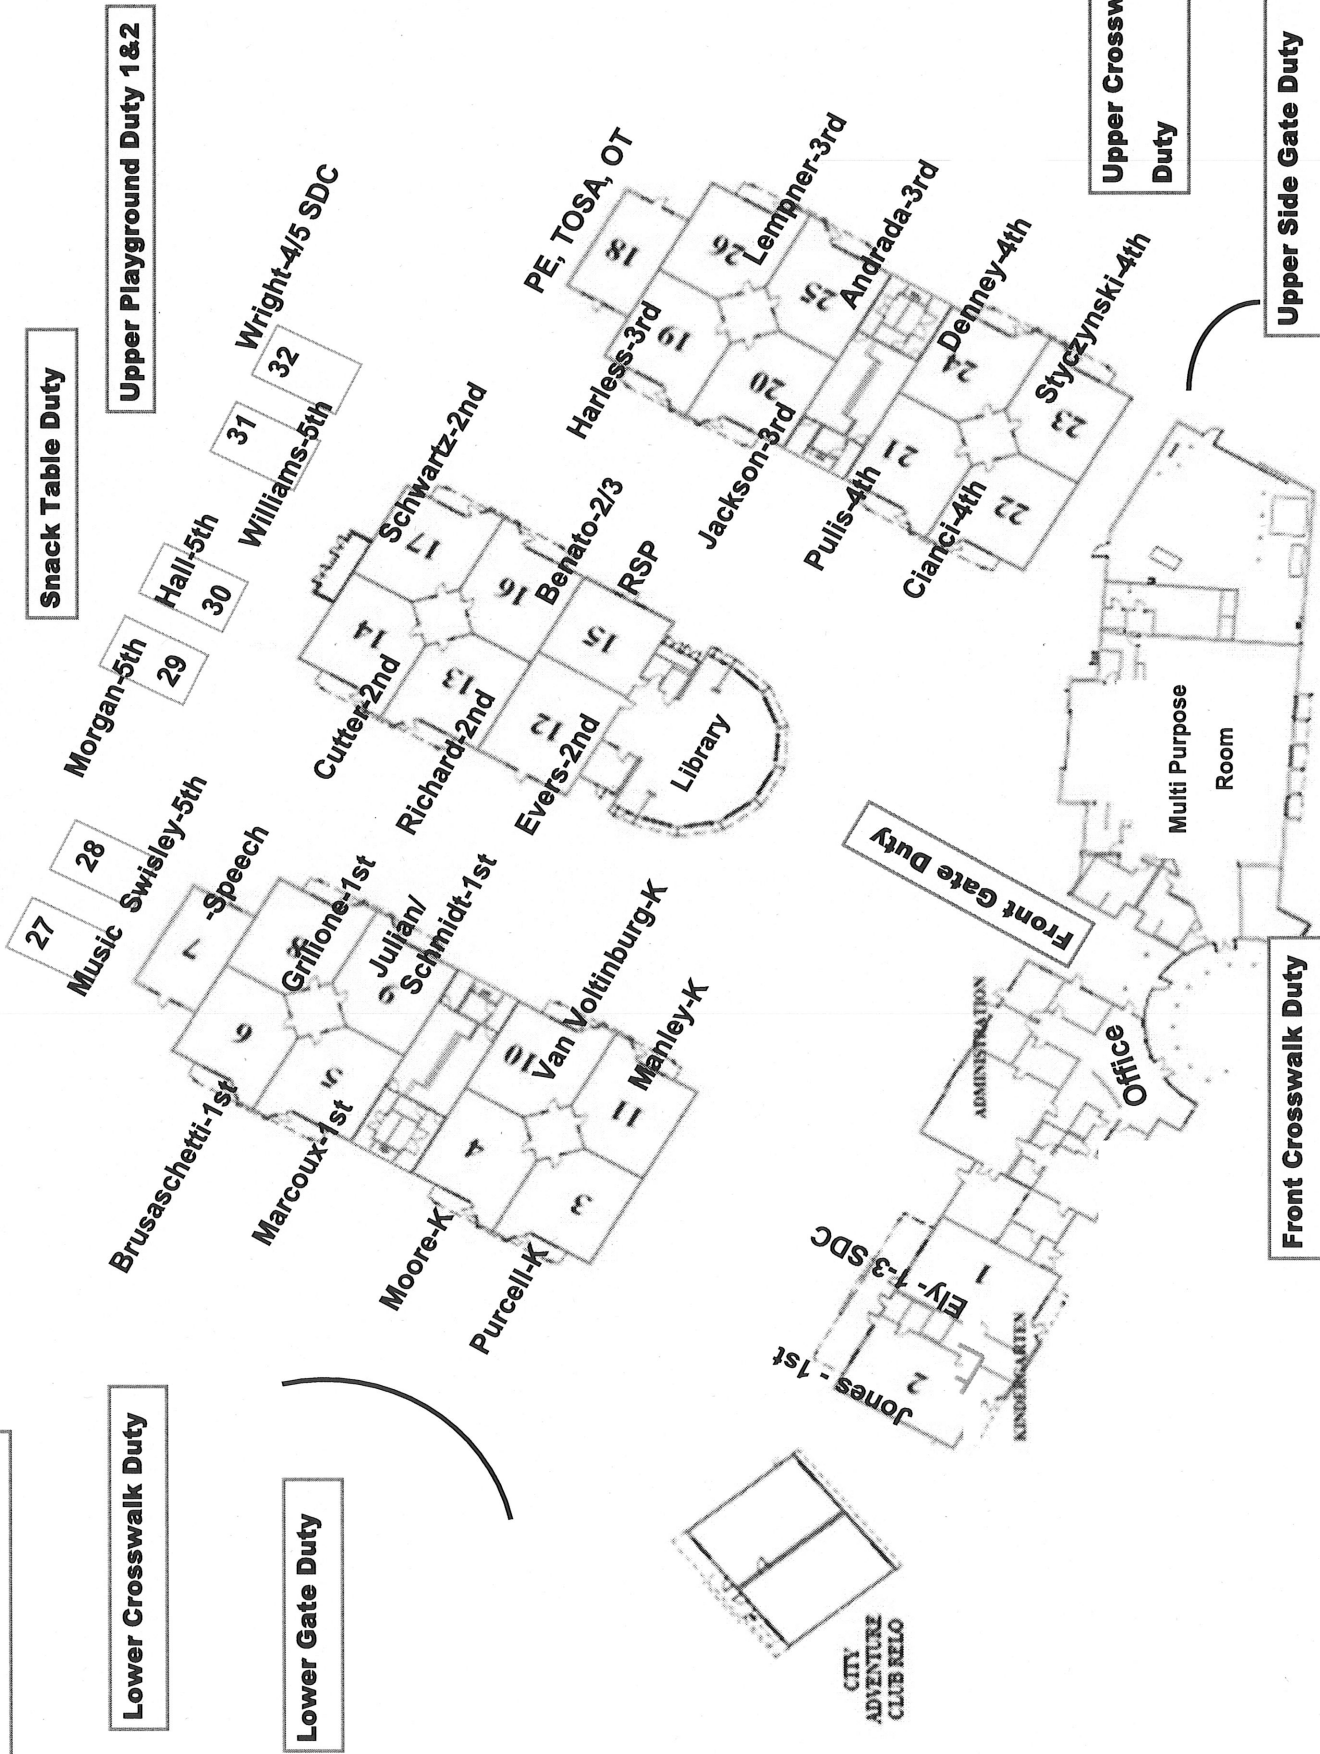 Snack Table Duty
Upper Playground Duty 1&2
Lower Crosswalk Duty
Lower Gate Duty
27
Music
28
Swisley-5th
Morgan-5th
29
Hall-5th
30
31
Williams-5th
32
Wright-4/5 SDC
7
-Speech
6
Brusaschetti-1st
8
Grilione-1st
5
Marcoux-1st
9
Julian/
Schmidt-1st
4
Moore-K
10
Van Voltinburg-K
3
Purcell-K
11
Manley-K
14
Cutter-2nd
17
Schwartz-2nd
13
Richard-2nd
16
Benato-2/3
12
Evers-2nd
15
RSP
Library
18
PE, TOSA, OT
19
Harless-3rd
26
Lempner-3rd
20
Jackson-3rd
25
Andrada-3rd
21
Pulis-4th
24
Denney-4th
22
Cianci-4th
23
Styczynski-4th
Upper Crossw
Duty
Upper Side Gate Duty
Front Gate Duty
Multi Purpose
Room
ADMINISTRATION
Office
Front Crosswalk Duty
1
Ely- 1-3 SDC
2
Jones - 1st
KINDERGARTEN
CITY
ADVENTURE
CLUB RELO